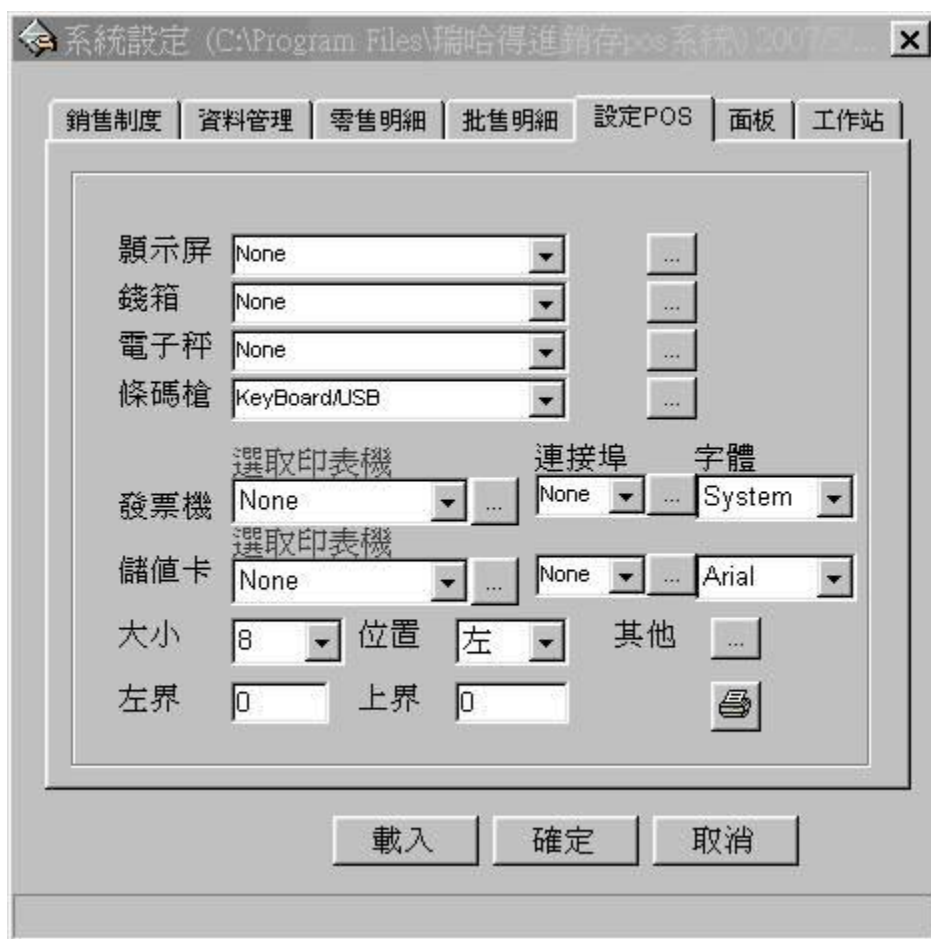 系統設定 (C:\Program Files\瑞哈得進銷存pos系統\) 2007/5/...
銷售制度 資料管理 零售明細 批售明細 設定POS 面板 工作站
顯示屏 None ...
錢箱 None ...
電子秤 None ...
條碼槍 KeyBoard/USB ...
選取印表機 連接埠 字體
發票機 None ... None ... System
選取印表機
儲值卡 None ... None ... Arial
大小 8 位置 左 其他 ...
左界 0 上界 0
載入 確定 取消